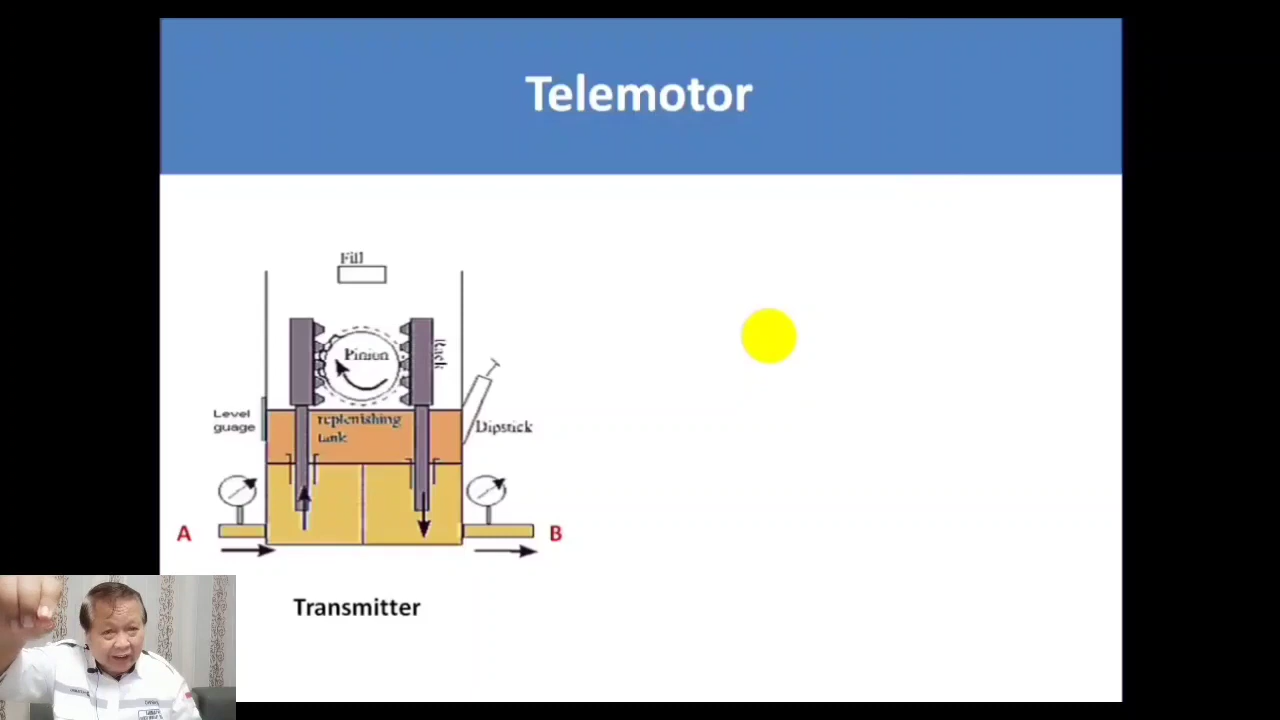 Telemotor
Fill
Pinion
Rack
Level
guage
replenishing
tank
Dipstick
A
B
Transmitter